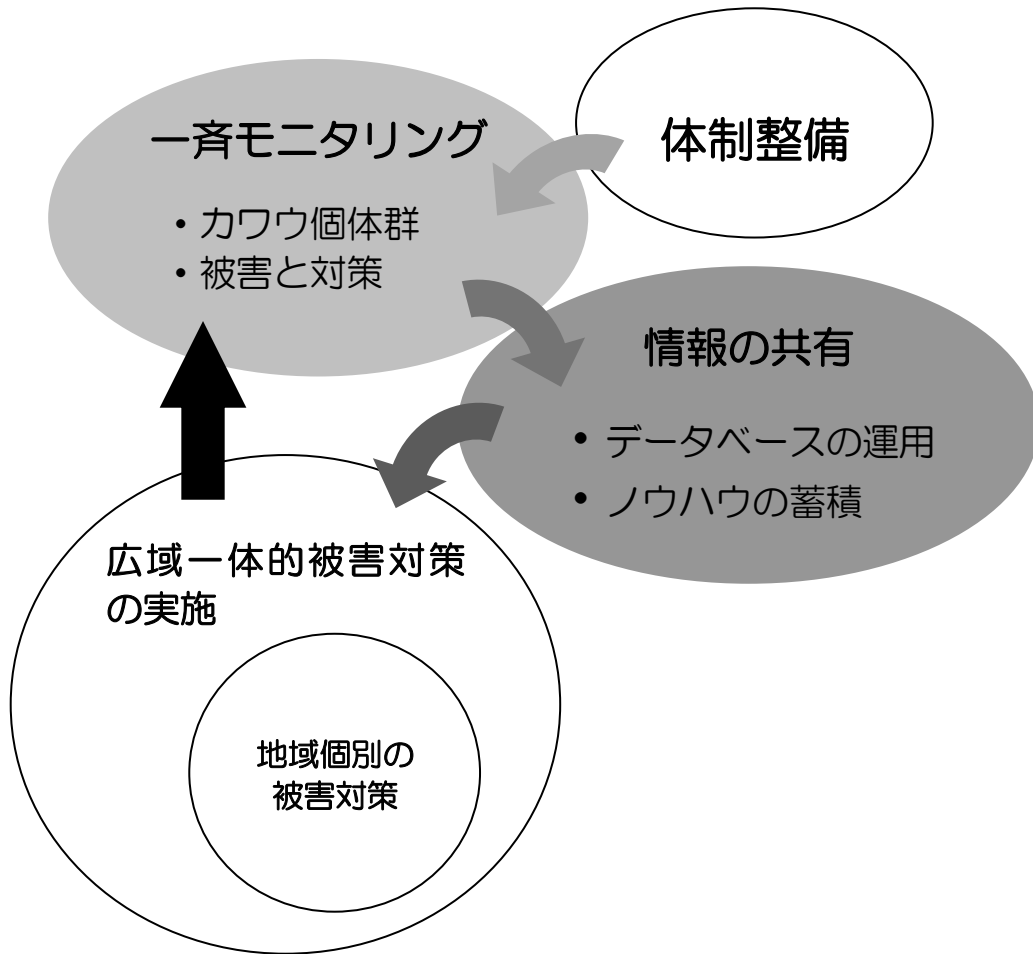 体制整備
一斉モニタリング
・カワウ個体群
・被害と対策
情報の共有
• データベースの運用
• ノウハウの蓄積
広域一体的被害対策
の実施
地域個別の
被害対策